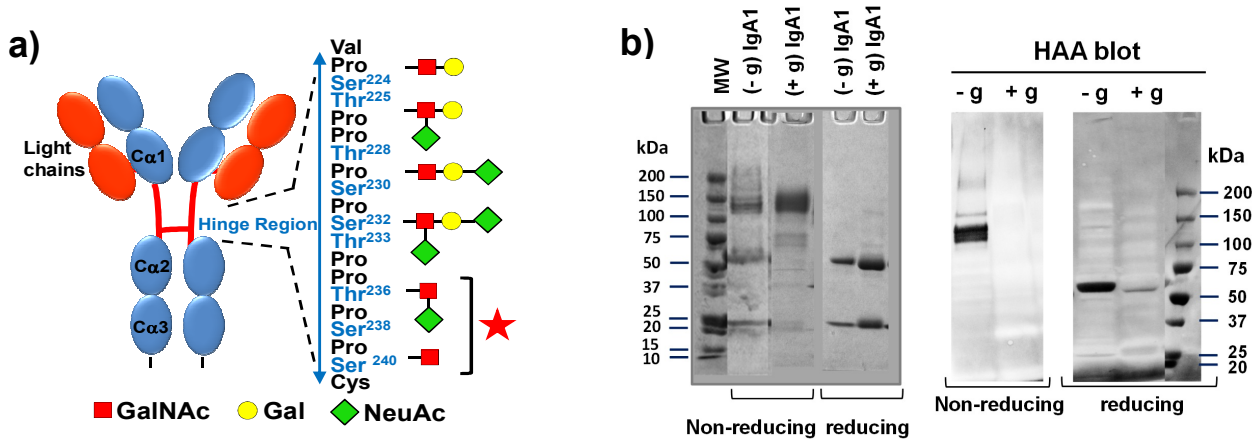 a)
Light
chains
Cα1
Cα2
Cα3
Hinge Region
Val
Pro
Ser224
Thr225
Pro
Pro
Thr228
Pro
Ser230
Pro
Ser232
Thr233
Pro
Pro
Thr236
Pro
Ser238
Pro
Ser 240
Cys
GalNAc
Gal
NeuAc
b)
MW
(- g) IgA1
(+ g) IgA1
(- g) IgA1
(+ g) IgA1
kDa
200
150
100
75
50
37
25
20
15
10
Non-reducing
reducing
HAA blot
- g
+ g
- g
+ g
kDa
200
150
100
75
50
37
25
20
Non-reducing
reducing